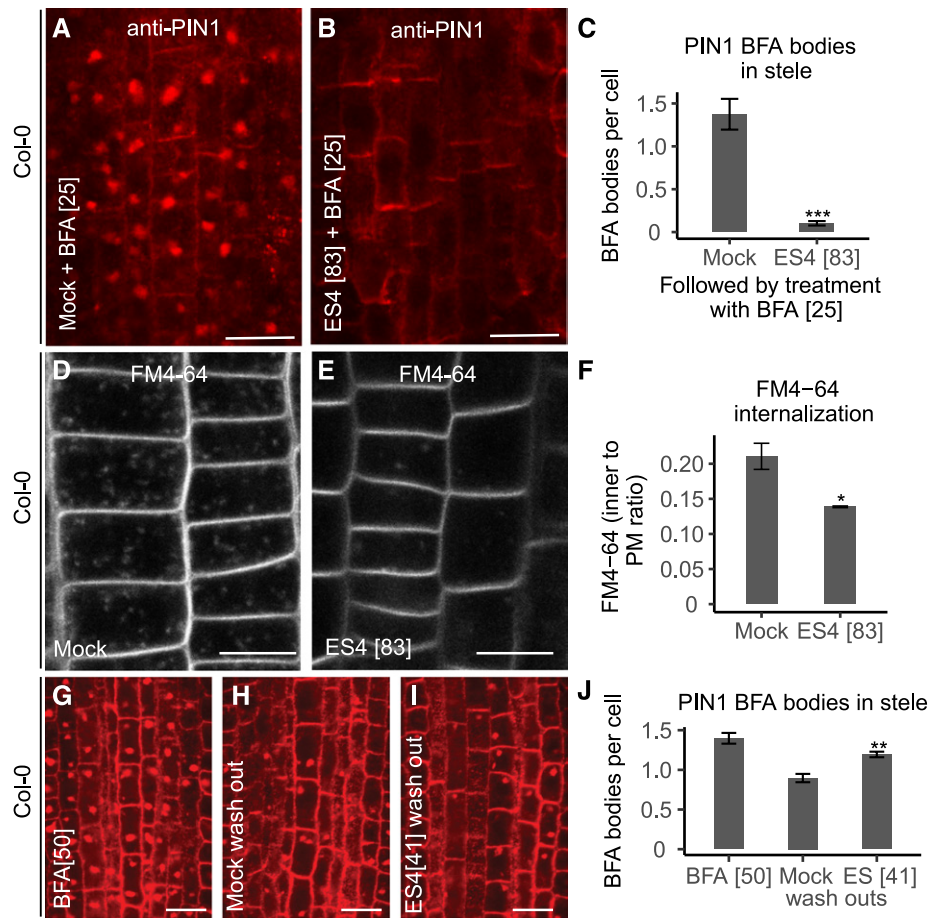 A
anti-PIN1
Col-0
Mock + BFA [25]
B
anti-PIN1
ES4 [83] + BFA [25]
C
PIN1 BFA bodies
in stele
BFA bodies per cell
1.5
1.0
0.5
0
***
Mock
ES4 [83]
Followed by treatment
with BFA [25]
D
FM4-64
Col-0
Mock
E
FM4-64
ES4 [83]
F
FM4−64
internalization
FM4−64 (inner to
PM ratio)
0.20
0.15
0.10
0.05
0
*
Mock
ES4 [83]
G
Col-0
BFA[50]
H
Mock wash out
I
ES4[41] wash out
J
PIN1 BFA bodies in stele
BFA bodies per cell
1.5
1.0
0.5
0
**
BFA [50]
Mock
ES [41]
wash outs